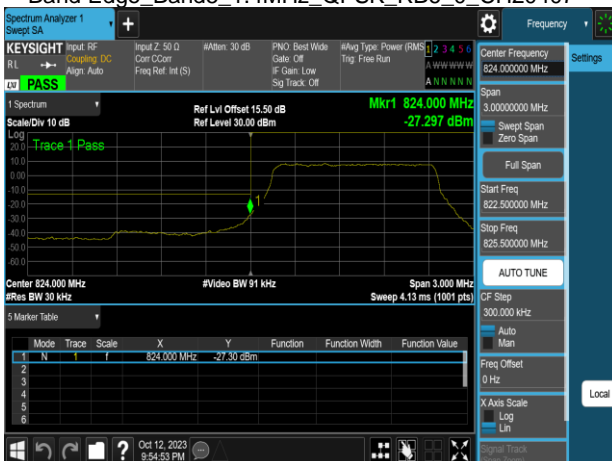 Band Edge_Band5_1.4MHz_QPSK_RB6_0_CH20407
Spectrum Analyzer 1
Swept SA
+
Frequency
KEYSIGHT
RL
LXI
PASS
Input: RF
Coupling: DC
Align: Auto
Input Z: 50 Ω
Corr CCorr
Freq Ref: Int (S)
#Atten: 30 dB
PNO: Best Wide
Gate: Off
IF Gain: Low
Sig Track: Off
#Avg Type: Power (RMS
Trig: Free Run
1 2 3 4 5 6
A W W W W W
A N N N N N
1 Spectrum
Scale/Div 10 dB
Ref Lvl Offset 15.50 dB
Ref Level 30.00 dBm
Mkr1 824.000 MHz
-27.297 dBm
Log
Trace 1 Pass
20.0
10.0
0.00
-10.0
-20.0
-30.0
-40.0
-50.0
-60.0
1
Center 824.000 MHz
#Res BW 30 kHz
#Video BW 91 kHz
Span 3.000 MHz
Sweep 4.13 ms (1001 pts)
5 Marker Table
Mode Trace Scale X Y Function Function Width Function Value
1 N 1 f 824.000 MHz -27.30 dBm
2
3
4
5
6
Oct 12, 2023
9:54:53 PM
?
Center Frequency
824.000000 MHz
Settings
Span
3.00000000 MHz
Swept Span
Zero Span
Full Span
Start Freq
822.500000 MHz
Stop Freq
825.500000 MHz
AUTO TUNE
CF Step
300.000 kHz
Auto
Man
Freq Offset
0 Hz
X Axis Scale
Log
Lin
Local
Signal Track